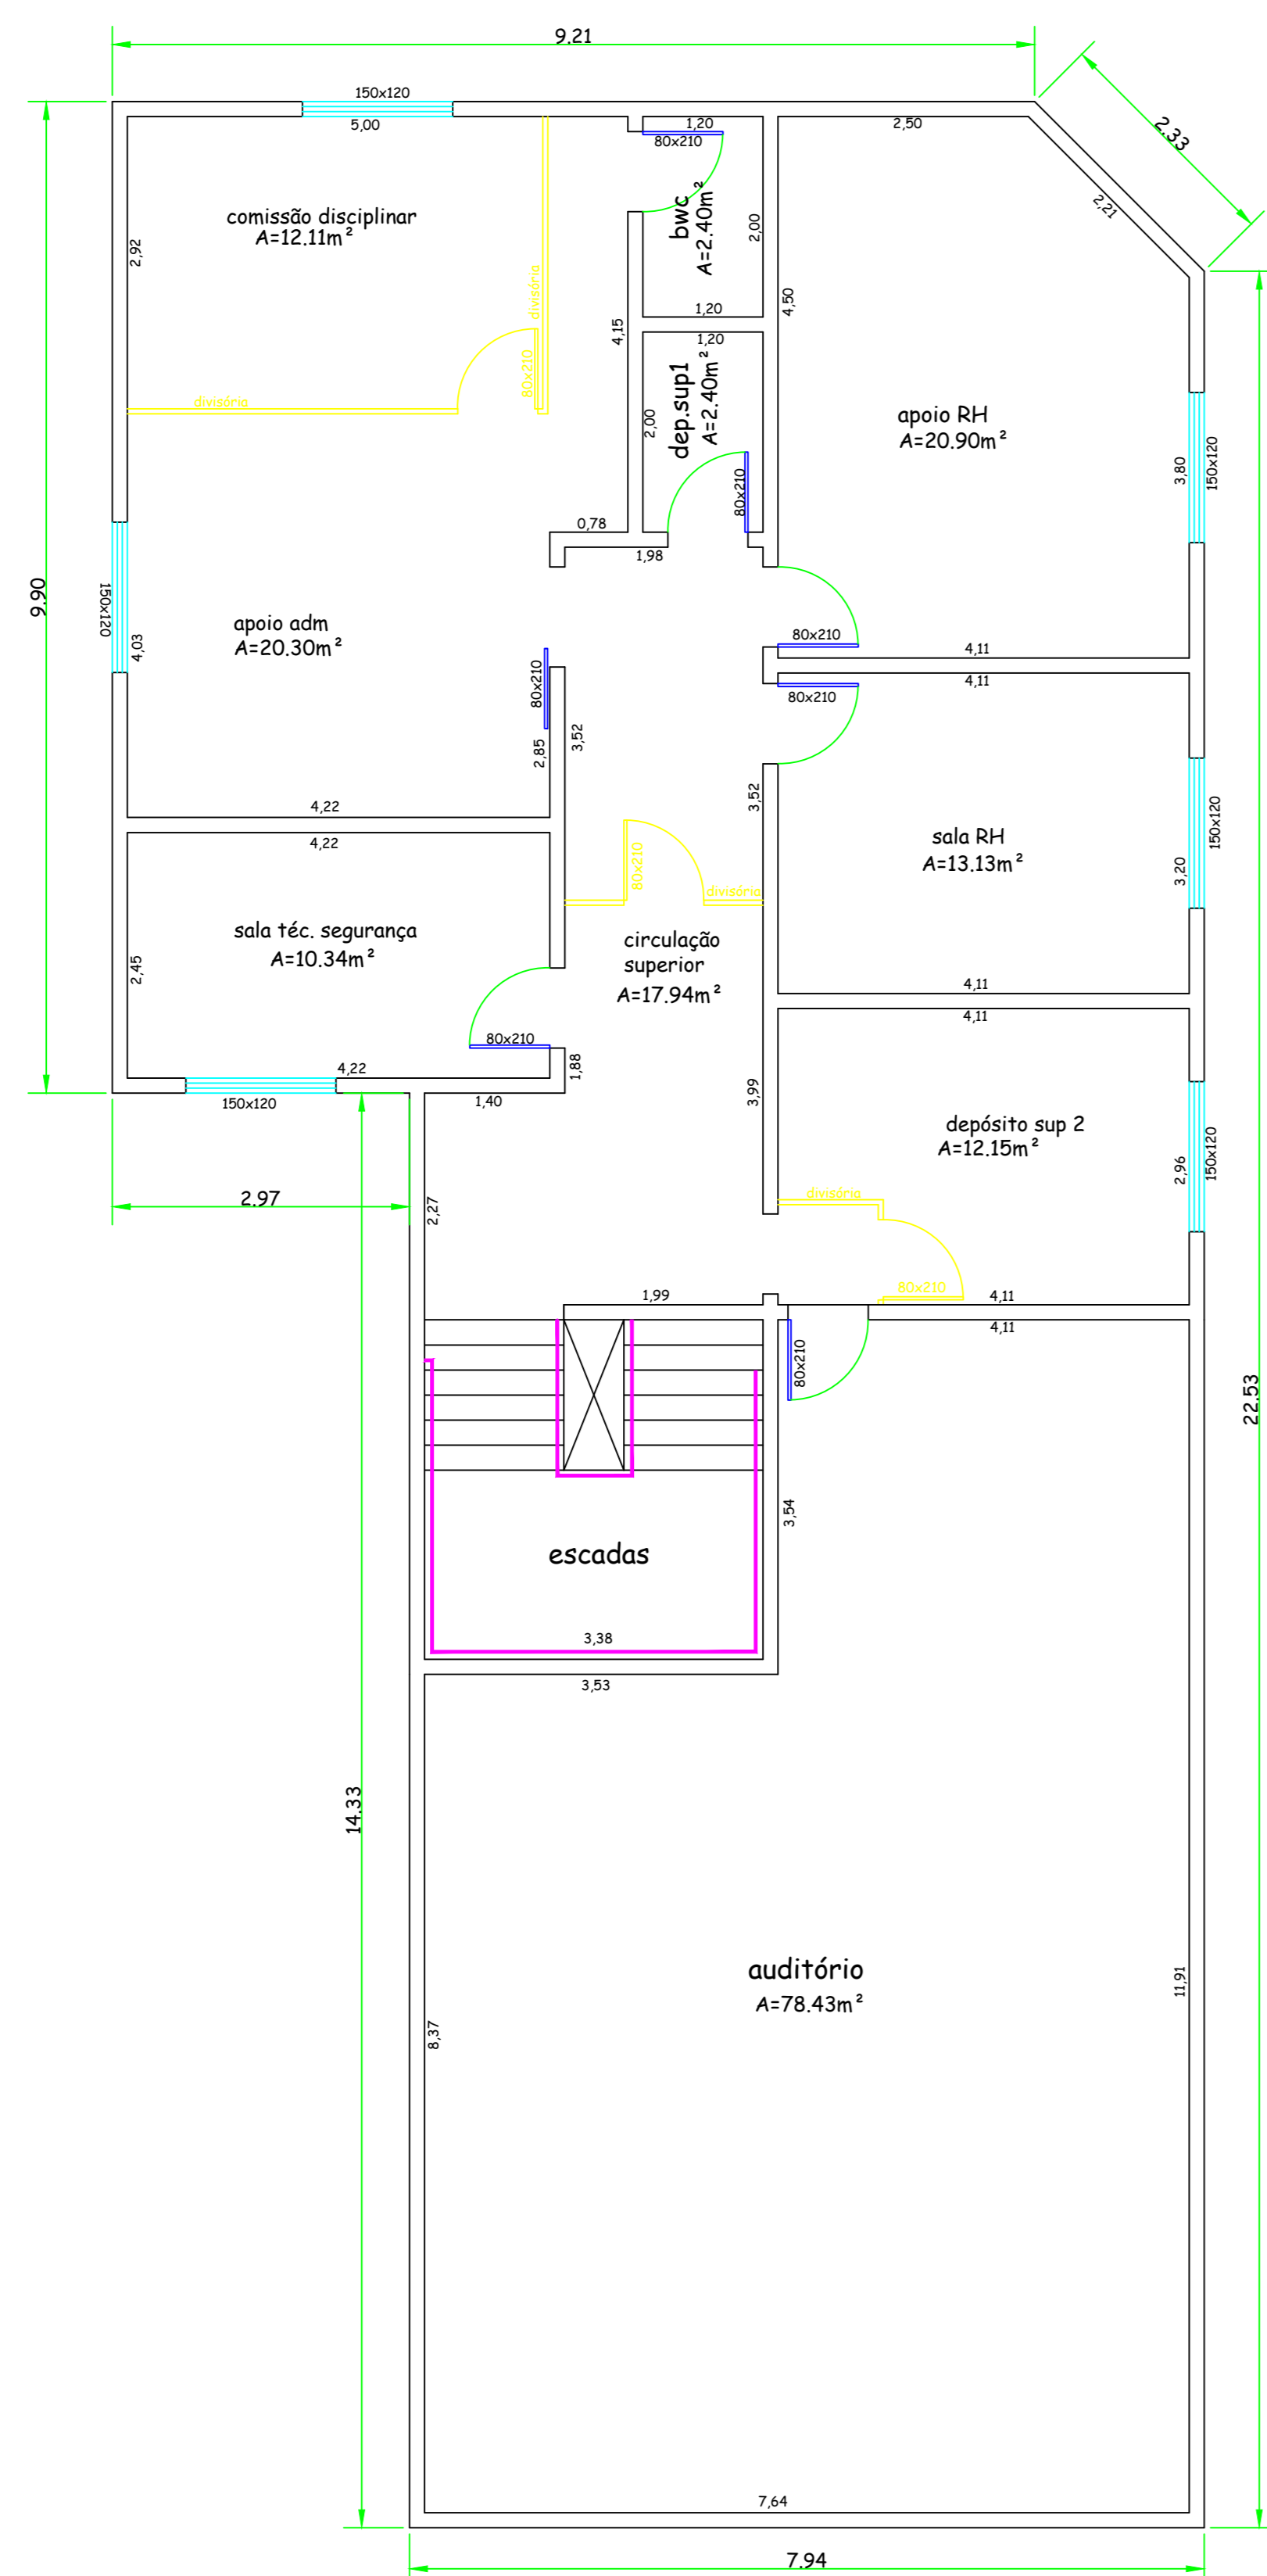 9.21
2.33
150x120
5,00
1,20
80x210
2,50
2,21
comissão disciplinar
A=12.11m²
2,92
bwc
A=2.40m²
2,00
divisória
4,50
4,15
1,20
1,20
80x210
divisória
dep.sup1
A=2.40m²
2,00
80x210
apoio RH
A=20.90m²
3,80
150x120
0,78
1,98
9.90
150x120
4,03
apoio adm
A=20.30m²
80x210
80x210
4,11
4,11
80x210
2,85
3,52
3,52
4,22
4,22
80x210
divisória
sala RH
A=13.13m²
3,20
150x120
sala téc. segurança
A=10.34m²
2,45
circulação
superior
A=17.94m²
4,11
4,11
80x210
4,22
1,88
150x120
1,40
3,99
depósito sup 2
A=12.15m²
2,96
150x120
2.97
2,27
divisória
80x210
1,99
4,11
4,11
80x210
22.53
3,54
escadas
3,38
3,53
14.33
auditório
A=78.43m²
11,91
8,37
7,64
7.94